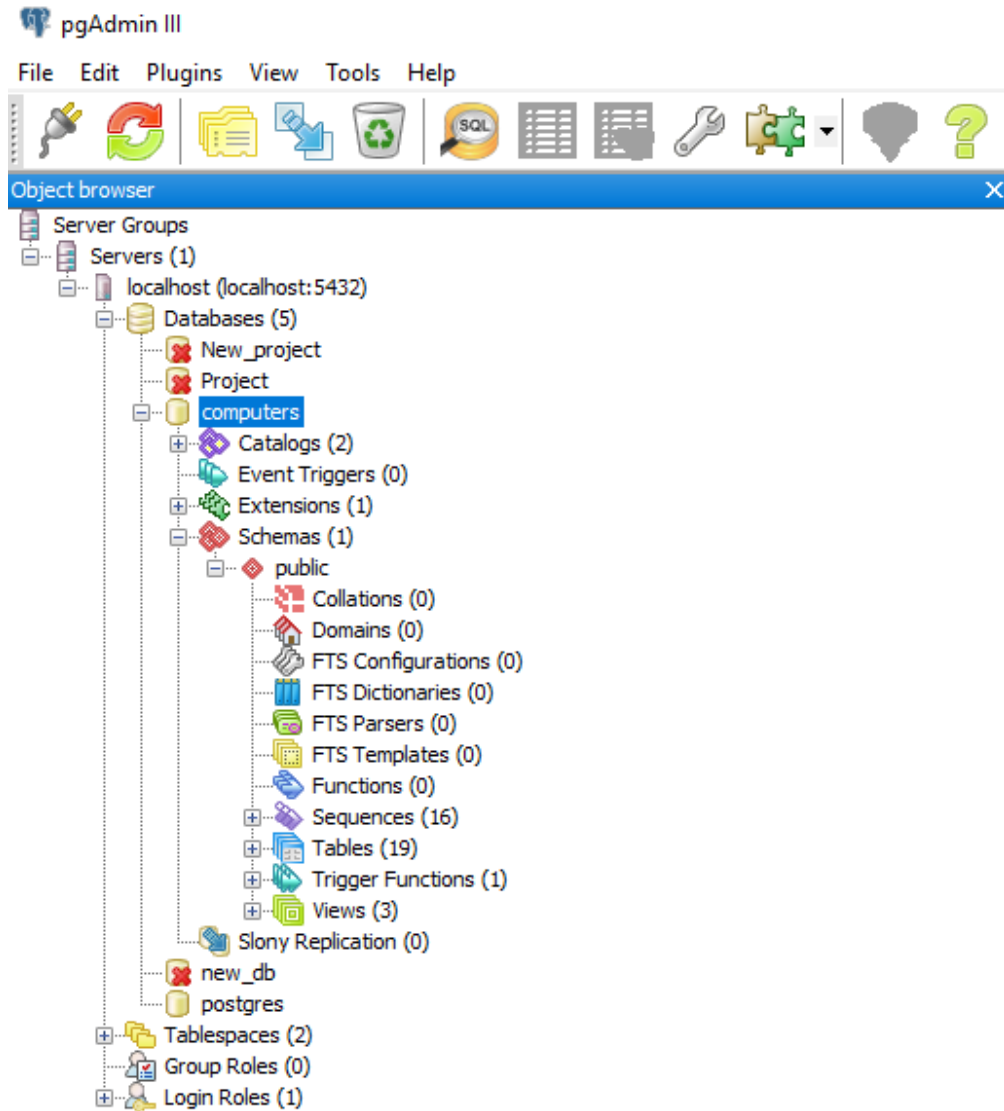 pgAdmin III
File Edit Plugins View Tools Help
SQL
Object browser
Server Groups
Servers (1)
localhost (localhost:5432)
Databases (5)
New_project
Project
computers
Catalogs (2)
Event Triggers (0)
Extensions (1)
Schemas (1)
public
Collations (0)
Domains (0)
FTS Configurations (0)
FTS Dictionaries (0)
FTS Parsers (0)
FTS Templates (0)
Functions (0)
Sequences (16)
Tables (19)
Trigger Functions (1)
Views (3)
Slony Replication (0)
new_db
postgres
Tablespaces (2)
Group Roles (0)
Login Roles (1)